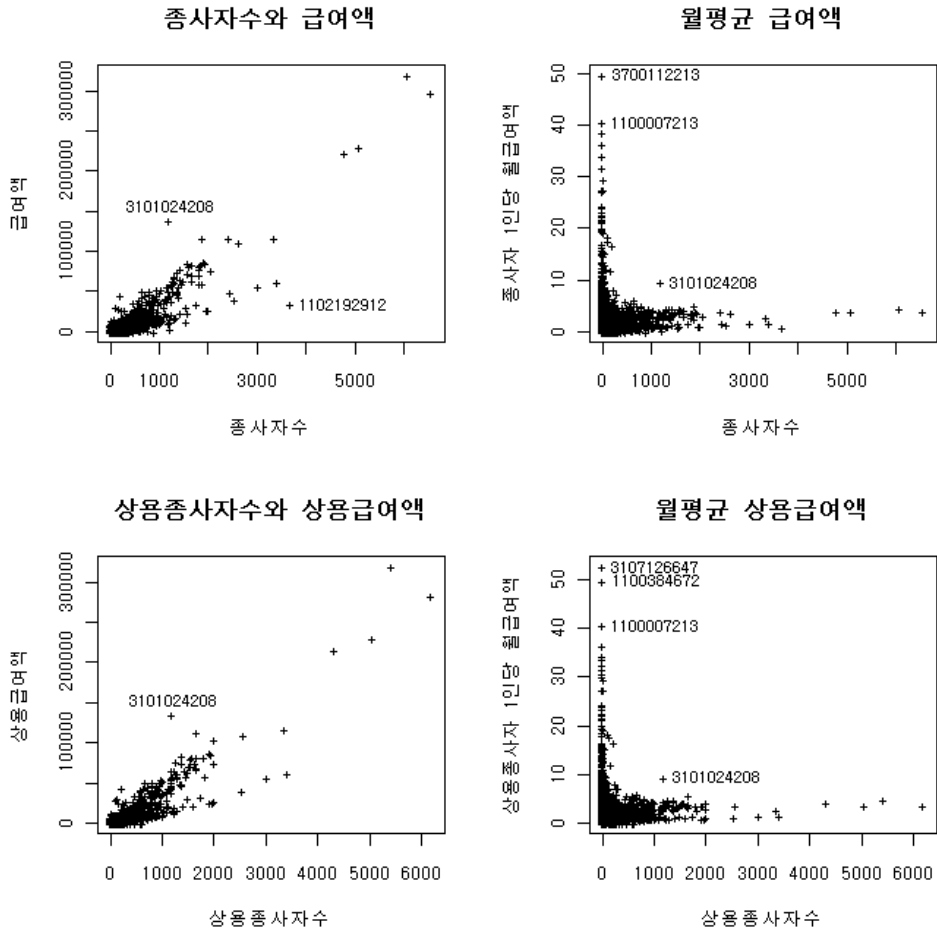 종사자수와 급여액
급여액
0 100000 200000 300000
3101024208
1102192912
0 1000 3000 5000
종사자수
월평균 급여액
종사자 1인당 월급여액
0 10 20 30 40 50
3700112213
1100007213
3101024208
0 1000 3000 5000
종사자수
상용종사자수와 상용급여액
상용급여액
0 100000 200000 300000
3101024208
0 1000 2000 3000 4000 5000 6000
상용종사자수
월평균 상용급여액
상용종사자 1인당 월급여액
0 10 20 30 40 50
3107126647
1100384672
1100007213
3101024208
0 1000 2000 3000 4000 5000 6000
상용종사자수